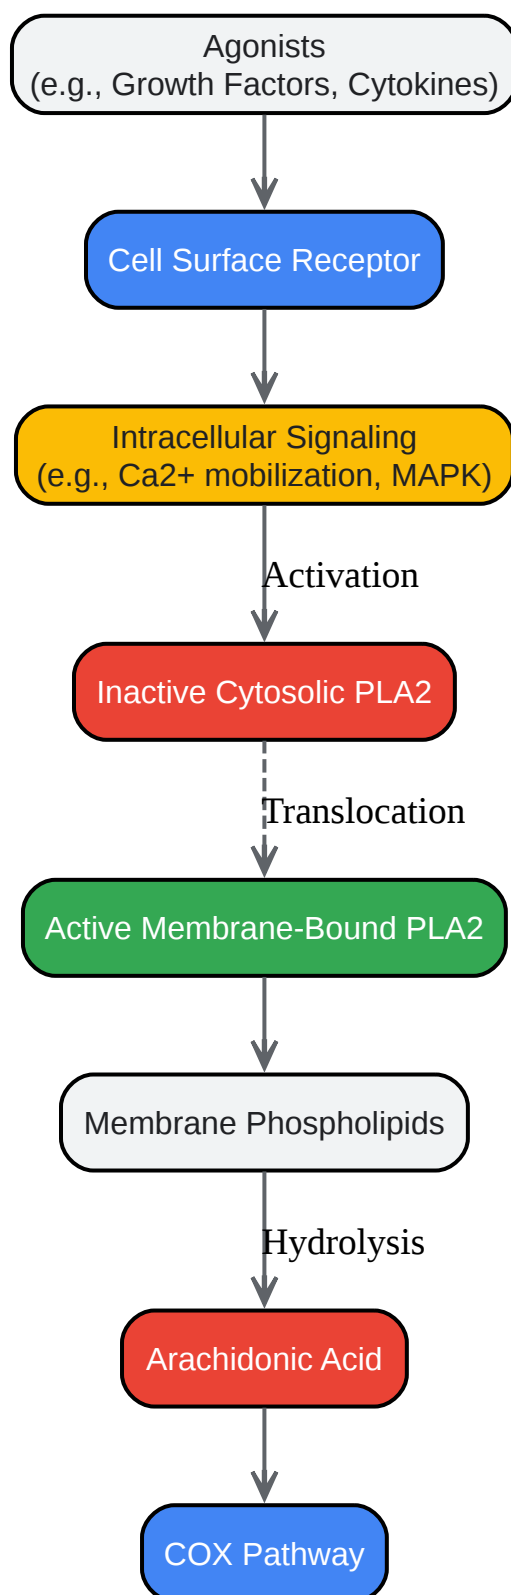 Agonists
(e.g., Growth Factors, Cytokines)
Cell Surface Receptor
Intracellular Signaling
(e.g., Ca2+ mobilization, MAPK)
Activation
Inactive Cytosolic PLA2
Translocation
Active Membrane-Bound PLA2
Membrane Phospholipids
Hydrolysis
Arachidonic Acid
COX Pathway